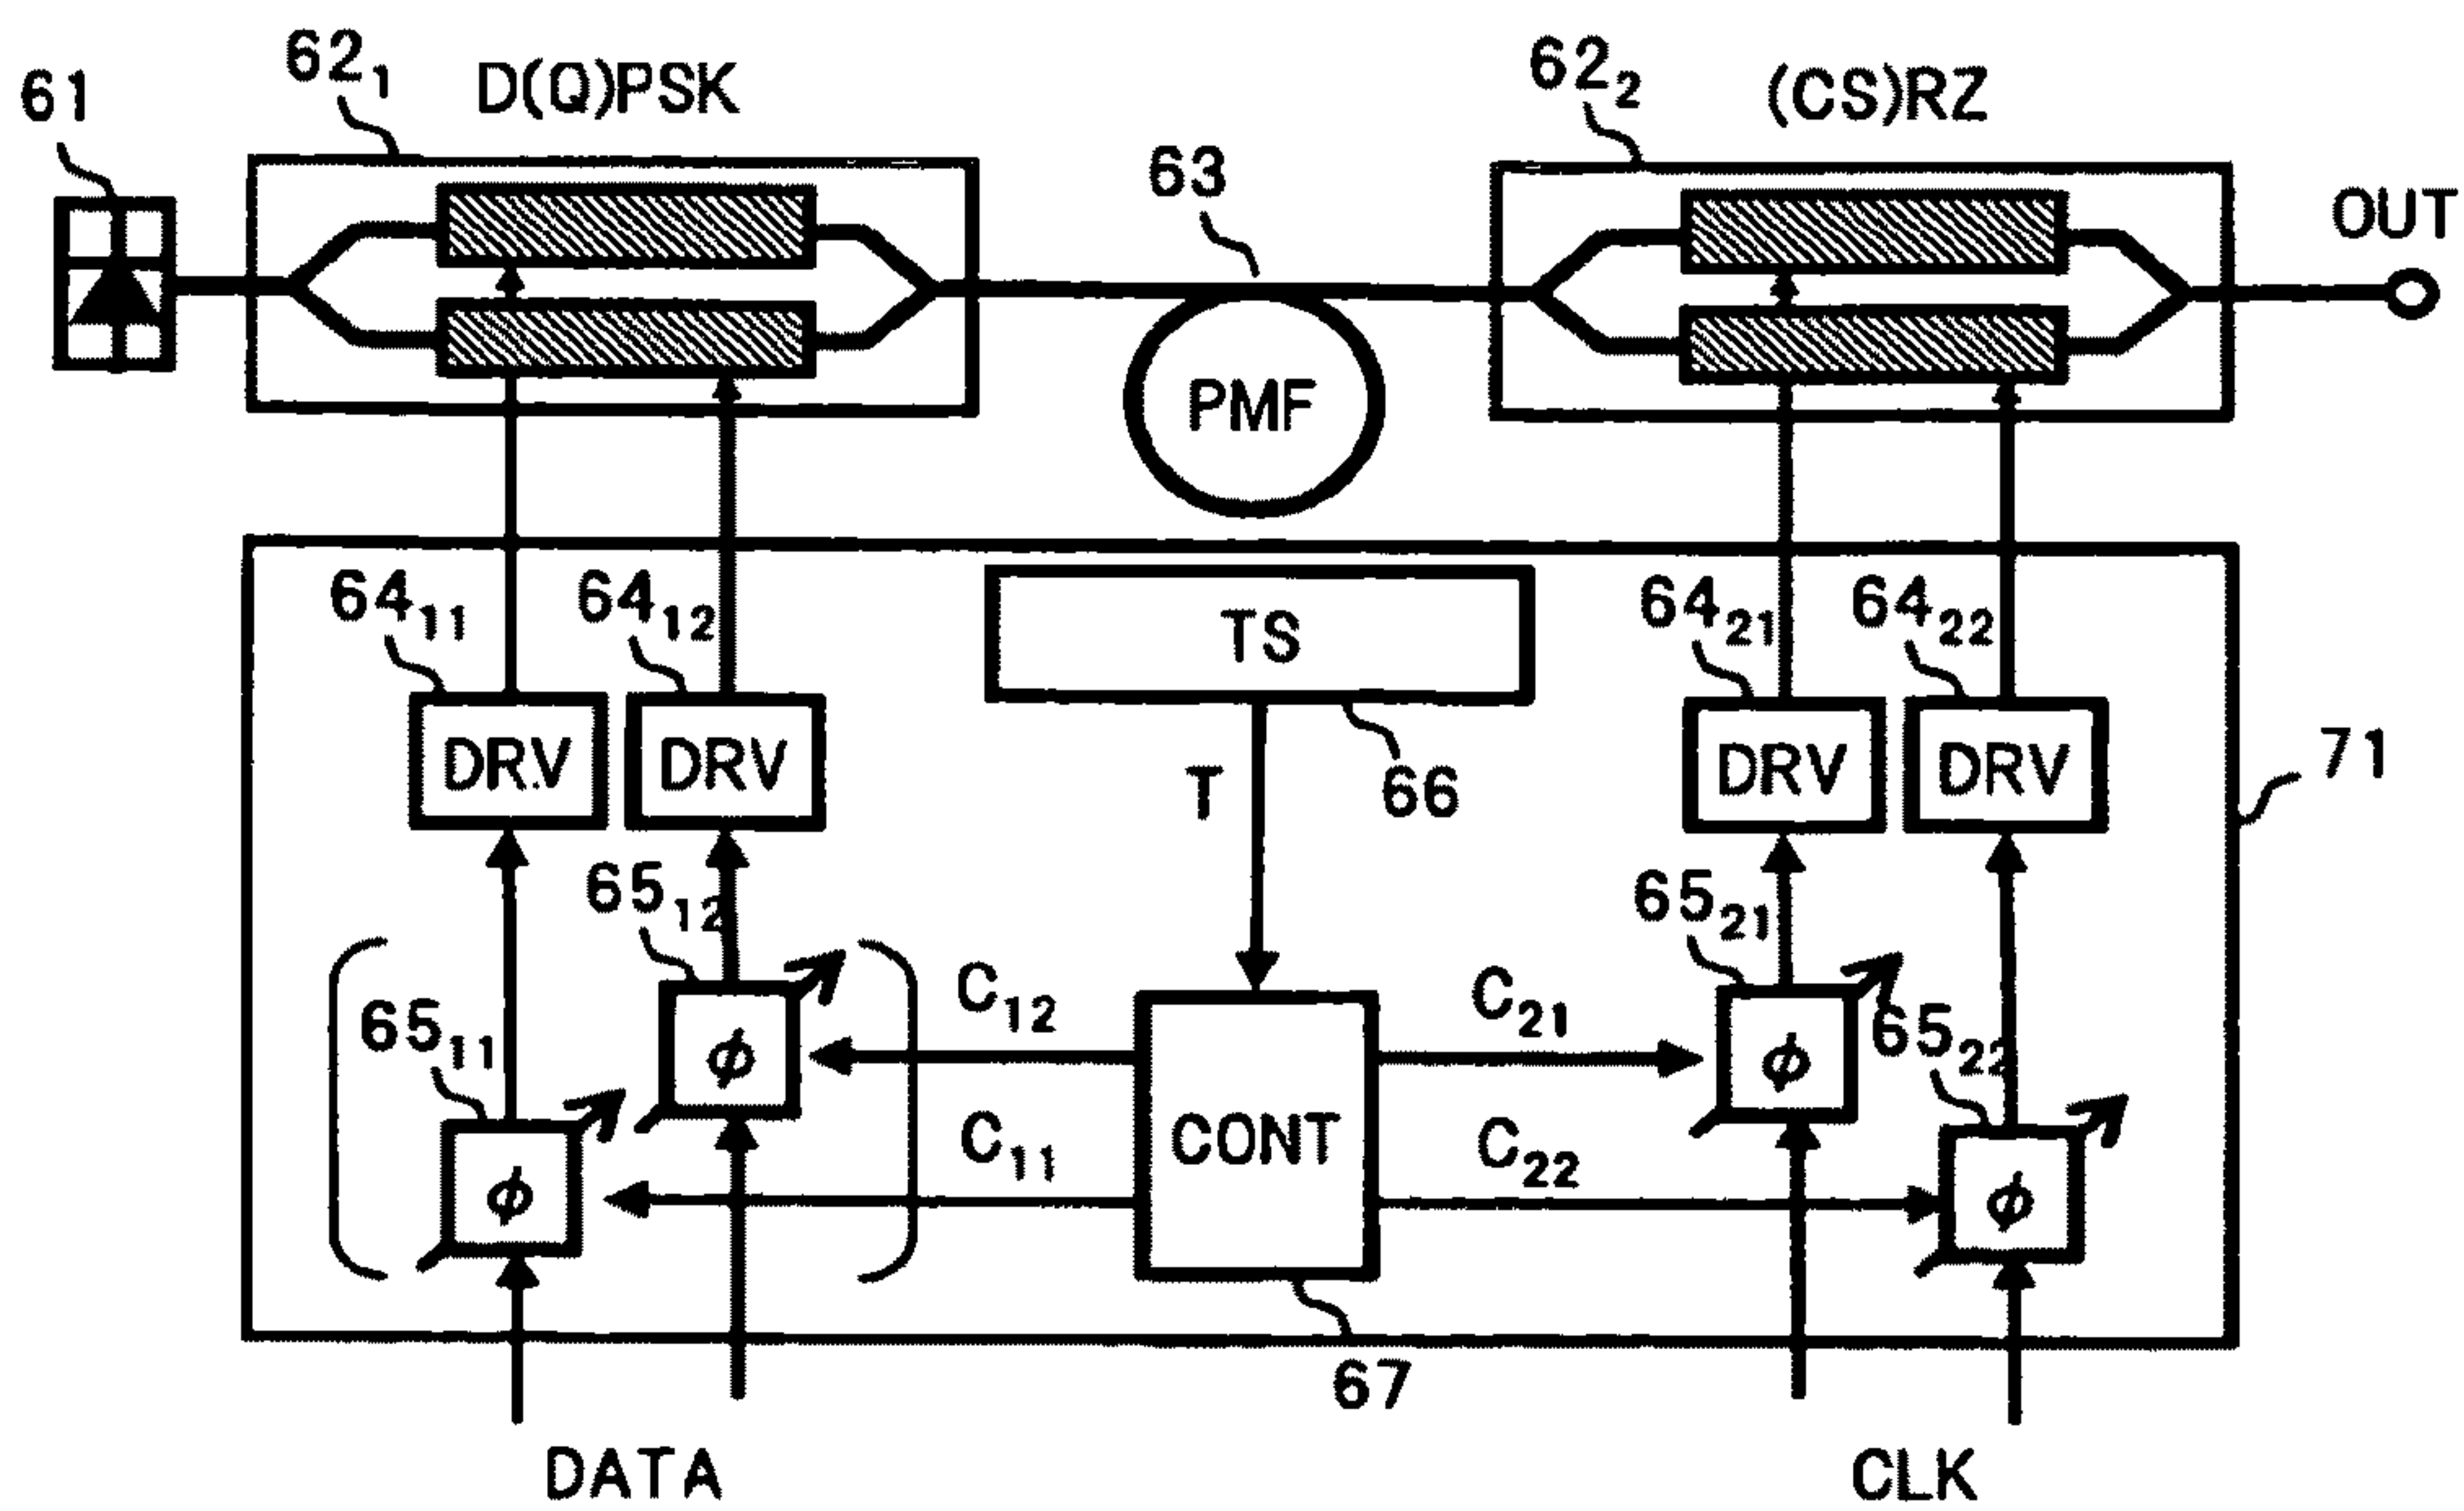 61
62₁
D(Q)PSK
63
62₂
(CS)RZ
OUT
PMF
64₁₁
64₁₂
TS
64₂₁
64₂₂
DRV
DRV
T
66
DRV
DRV
71
65₁₂
65₂₁
65₁₁
C₁₂
C₂₁
65₂₂
φ
φ
C₁₁
CONT
C₂₂
φ
φ
67
DATA
CLK